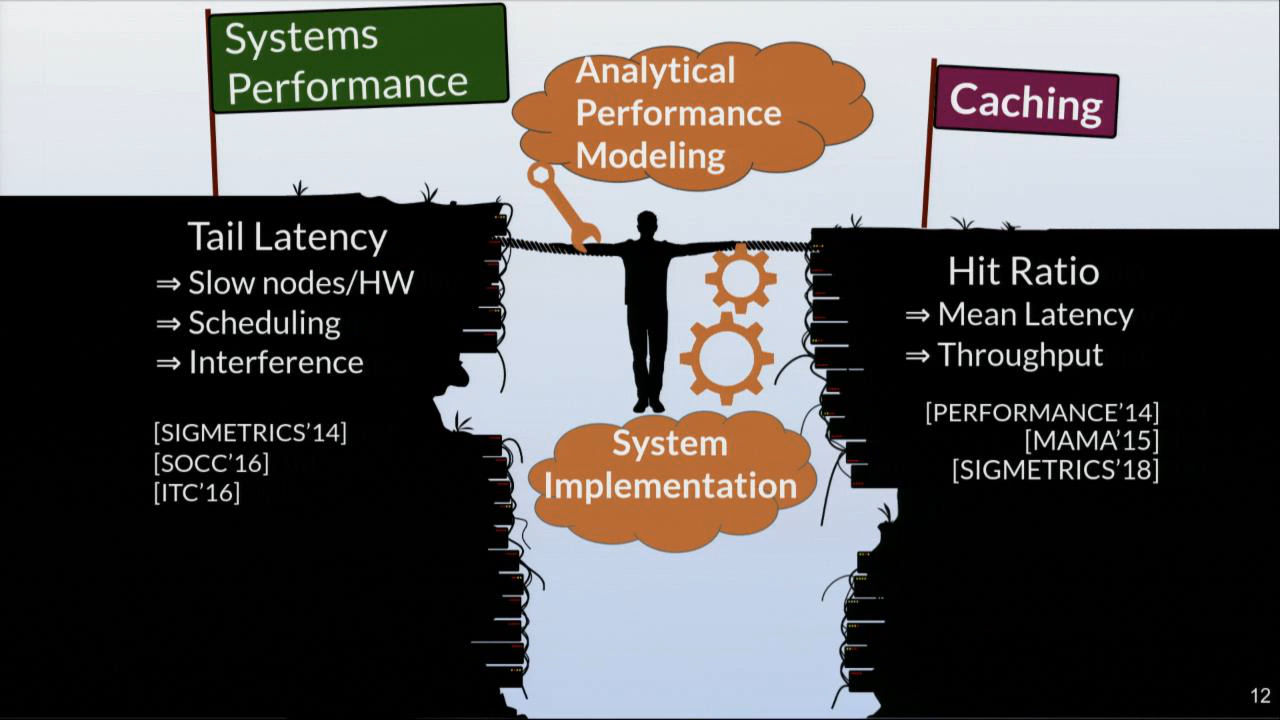 Systems
Performance
Analytical
Performance
Modeling
Caching
Tail Latency
⇒ Slow nodes/HW
⇒ Scheduling
⇒ Interference
[SIGMETRICS’14]
[SOCC’16]
[ITC’16]
System
Implementation
Hit Ratio
⇒ Mean Latency
⇒ Throughput
[PERFORMANCE’14]
[MAMA’15]
[SIGMETRICS’18]
12